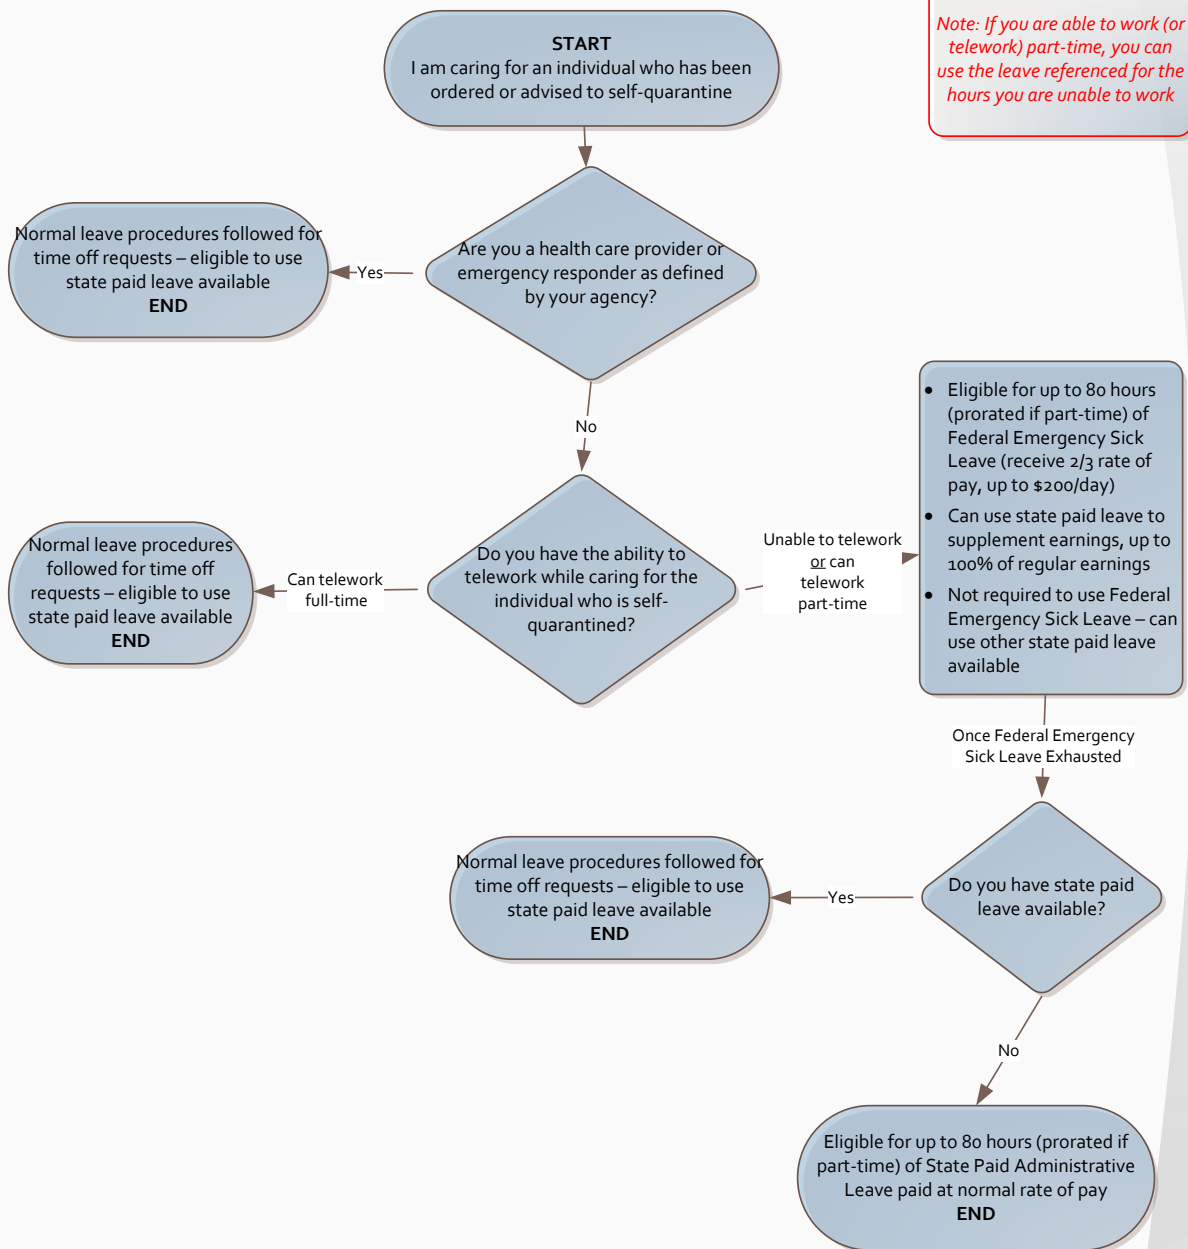 START
I am caring for an individual who has been
ordered or advised to self-quarantine
Note: If you are able to work (or
telework) part-time, you can
use the leave referenced for the
hours you are unable to work
Are you a health care provider or
emergency responder as defined
by your agency?
Yes
Normal leave procedures followed for
time off requests – eligible to use
state paid leave available
END
No
Do you have the ability to
telework while caring for the
individual who is self-
quarantined?
Can telework
full-time
Normal leave procedures
followed for time off
requests – eligible to use
state paid leave available
END
Unable to telework
or can
telework
part-time
• Eligible for up to 80 hours
(prorated if part-time) of
Federal Emergency Sick
Leave (receive 2/3 rate of
pay, up to $200/day)
• Can use state paid leave to
supplement earnings, up to
100% of regular earnings
• Not required to use Federal
Emergency Sick Leave – can
use other state paid leave
available
Once Federal Emergency
Sick Leave Exhausted
Do you have state paid
leave available?
Yes
Normal leave procedures followed for
time off requests – eligible to use
state paid leave available
END
No
Eligible for up to 80 hours (prorated if
part-time) of State Paid Administrative
Leave paid at normal rate of pay
END